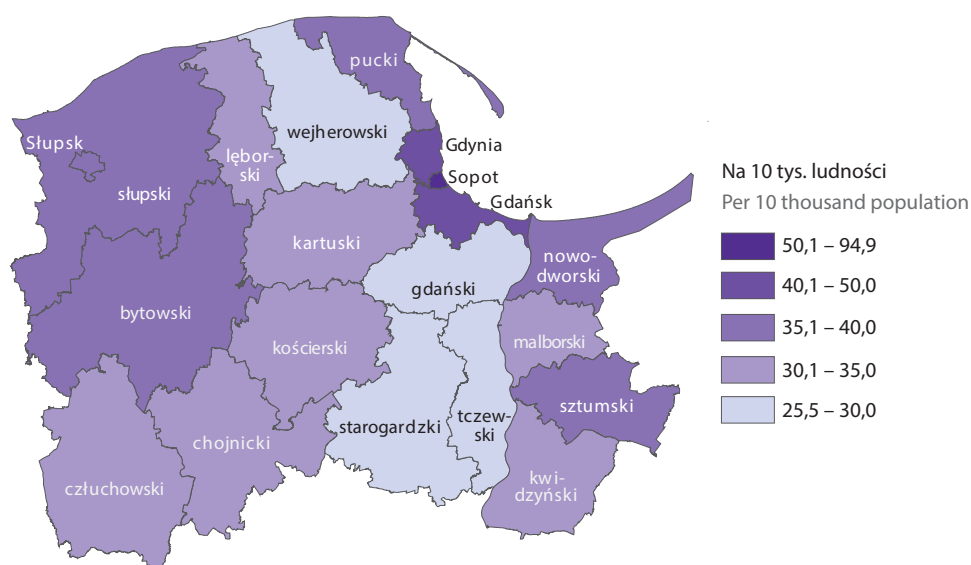 pucki
wejherowski
Gdynia
Słupsk
lębor-
ski
Sopot
słupski
Gdańsk
kartuski
nowo-
dworski
gdański
bytowski
kościerski
malborski
sztumski
starogardzki
tczew-
ski
chojnicki
człuchowski
kwi-
dzyński
Na 10 tys. ludności
Per 10 thousand population
50,1 – 94,9
40,1 – 50,0
35,1 – 40,0
30,1 – 35,0
25,5 – 30,0